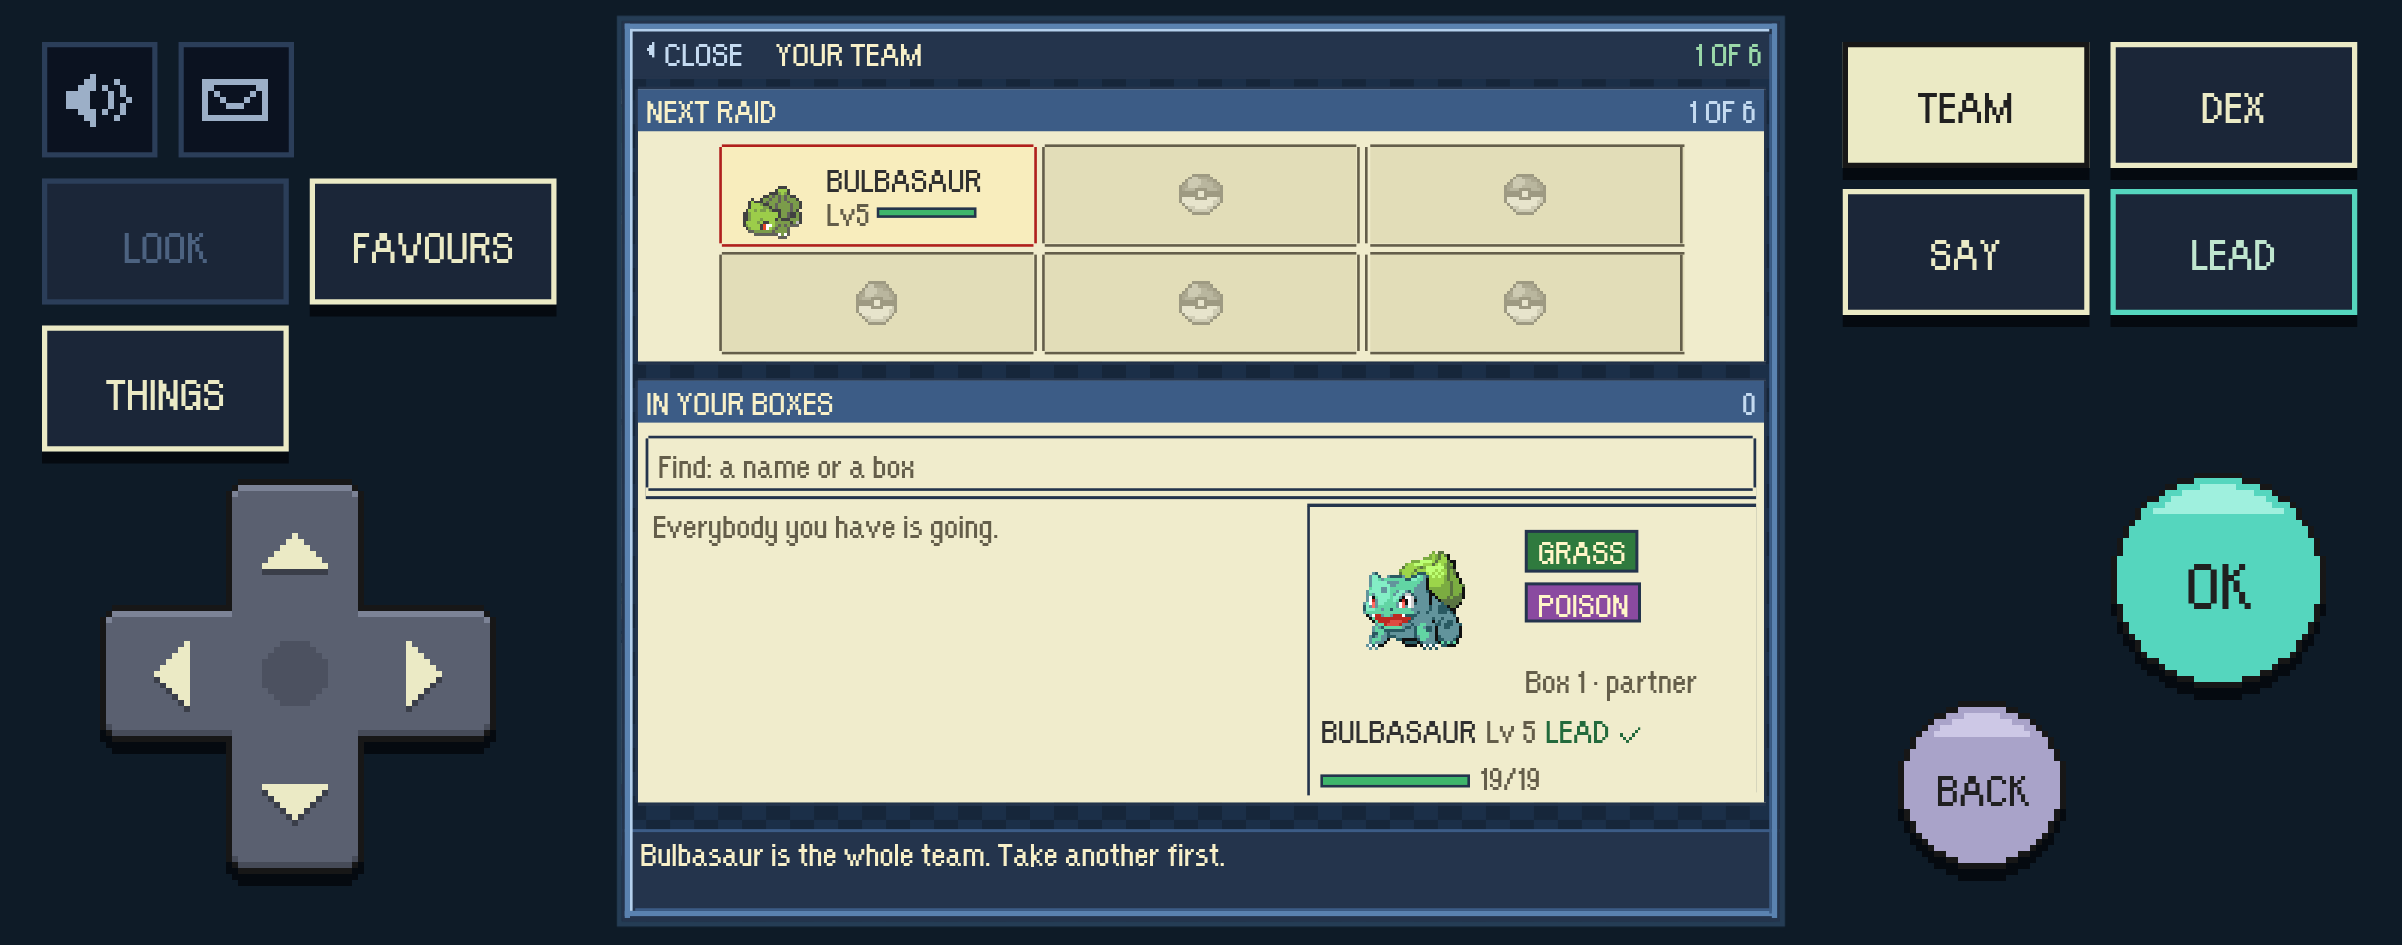 CLOSE YOUR TEAM 1 OF 6
NEXT RAID 1 OF 6
BULBASAUR
Lv5
IN YOUR BOXES 0
Find: a name or a box
Everybody you have is going.
GRASS
POISON
Box 1 · partner
BULBASAUR Lv 5 LEAD ✓
19/19
Bulbasaur is the whole team. Take another first.
LOOK
FAVOURS
THINGS
TEAM
DEX
SAY
LEAD
OK
BACK